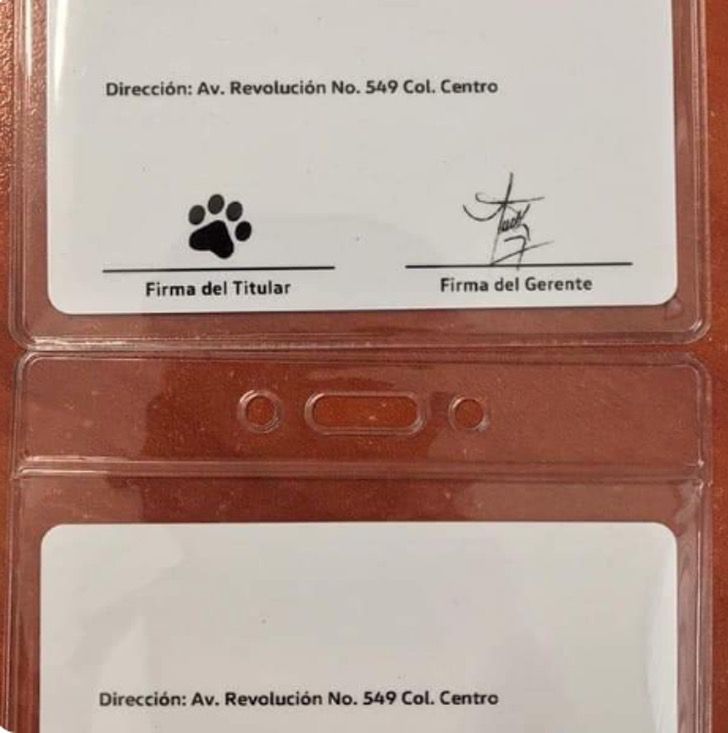 Dirección: Av. Revolución No. 549 Col. Centro
Firma del Titular
Firma del Gerente
Dirección: Av. Revolución No. 549 Col. Centro